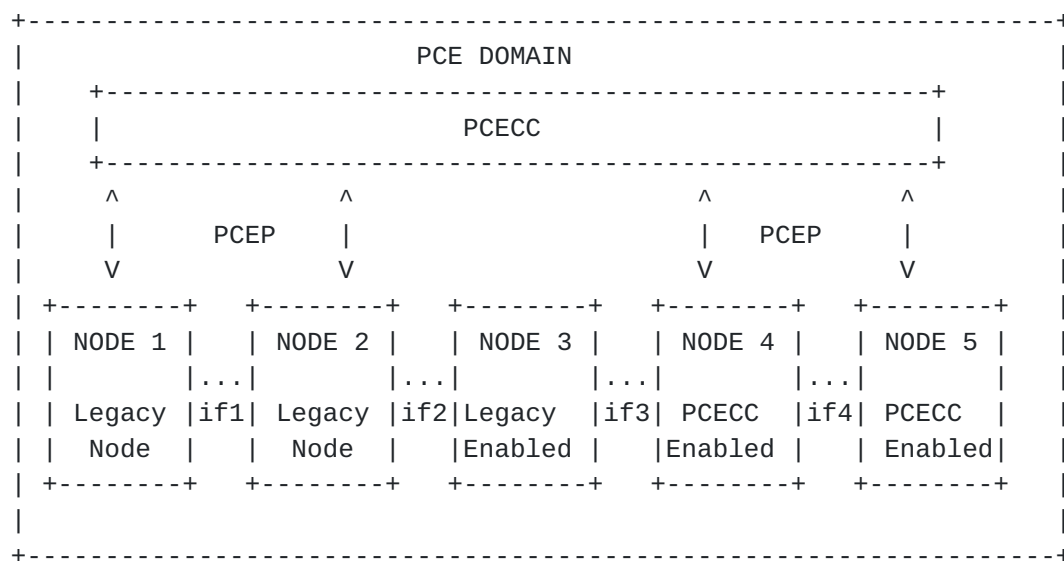 +------------------------------------------------------------------+
|                         PCE DOMAIN                               |
|    +-----------------------------------------------------+       |
|    |                       PCECC                         |       |
|    +-----------------------------------------------------+       |
|     ^              ^                      ^            ^         |
|     |      PCEP    |                      |   PCEP     |         |
|     V              V                      V            V         |
| +--------+   +--------+   +--------+   +--------+   +--------+   |
| | NODE 1 |   | NODE 2 |   | NODE 3 |   | NODE 4 |   | NODE 5 |   |
| |        |...|        |...|        |...|        |...|        |   |
| | Legacy |if1| Legacy |if2|Legacy  |if3| PCECC  |if4| PCECC  |   |
| |  Node  |   |  Node  |   |Enabled |   |Enabled |   | Enabled|   |
| +--------+   +--------+   +--------+   +--------+   +--------+   |
|                                                                  |
+------------------------------------------------------------------+